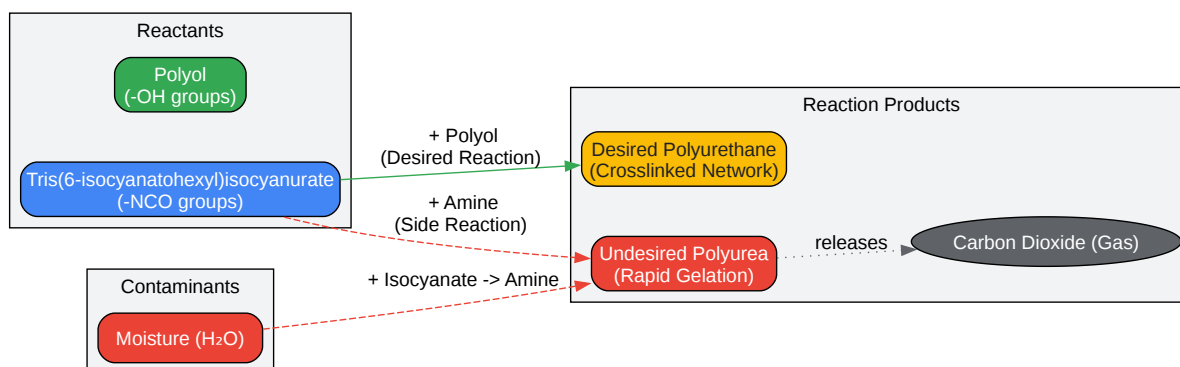 Reactants
Polyol
(-OH groups)
Tris(6-isocyanatohexyl)isocyanurate
(-NCO groups)
+ Polyol
(Desired Reaction)
+ Amine
(Side Reaction)
+ Isocyanate -> Amine
Contaminants
Moisture (H₂O)
Reaction Products
Desired Polyurethane
(Crosslinked Network)
Undesired Polyurea
(Rapid Gelation)
releases
Carbon Dioxide (Gas)